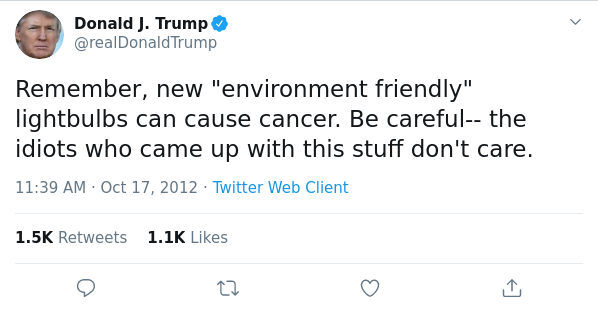 Donald J. Trump
@realDonaldTrump
Remember, new "environment friendly"
lightbulbs can cause cancer. Be careful-- the
idiots who came up with this stuff don't care.
11:39 AM · Oct 17, 2012 · Twitter Web Client
1.5K Retweets 1.1K Likes